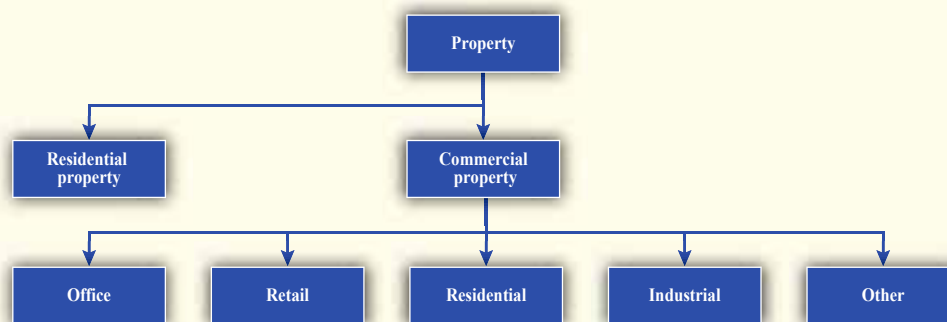 Property
Residential
property
Commercial
property
Office
Retail
Residential
Industrial
Other